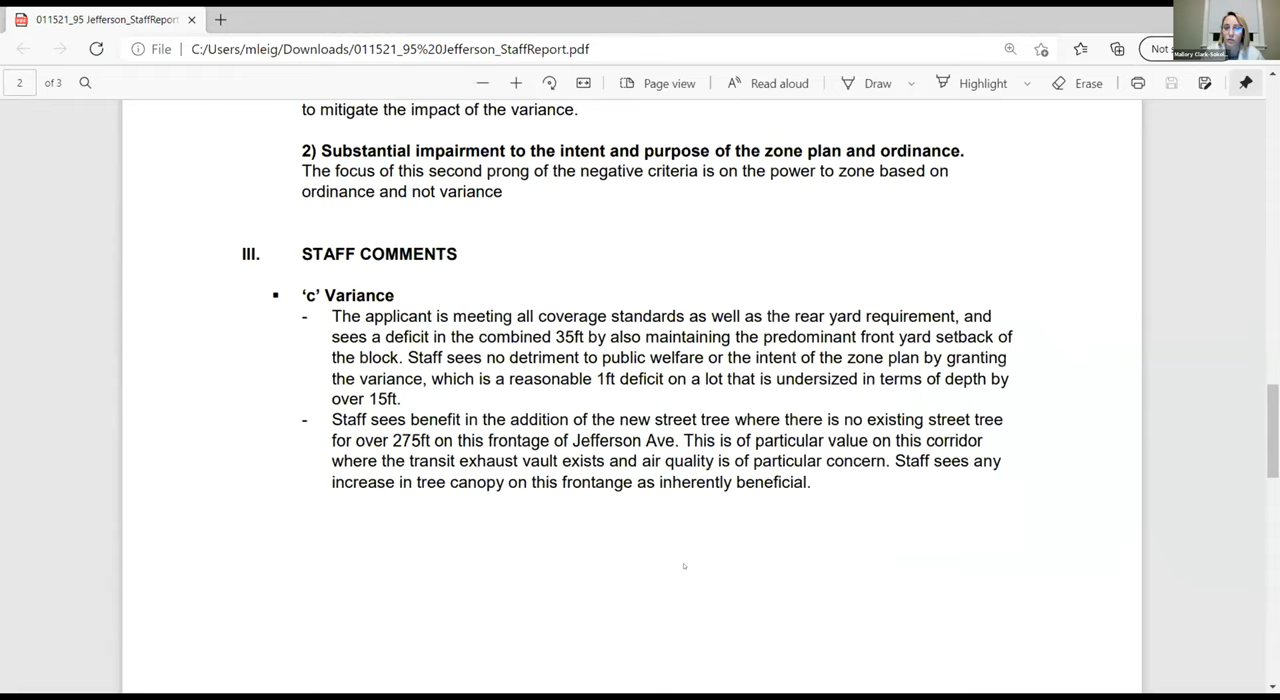 011521_95 Jefferson_StaffReport
File C:/Users/mleig/Downloads/011521_95%20Jefferson_StaffReport.pdf
Not
Mallory Clark-Sokol...
2 of 3 Page view Read aloud Draw Highlight Erase
to mitigate the impact of the variance.
2) Substantial impairment to the intent and purpose of the zone plan and ordinance.
The focus of this second prong of the negative criteria is on the power to zone based on
ordinance and not variance
III. STAFF COMMENTS
▪ ‘c’ Variance
- The applicant is meeting all coverage standards as well as the rear yard requirement, and
sees a deficit in the combined 35ft by also maintaining the predominant front yard setback of
the block. Staff sees no detriment to public welfare or the intent of the zone plan by granting
the variance, which is a reasonable 1ft deficit on a lot that is undersized in terms of depth by
over 15ft.
- Staff sees benefit in the addition of the new street tree where there is no existing street tree
for over 275ft on this frontage of Jefferson Ave. This is of particular value on this corridor
where the transit exhaust vault exists and air quality is of particular concern. Staff sees any
increase in tree canopy on this frontange as inherently beneficial.